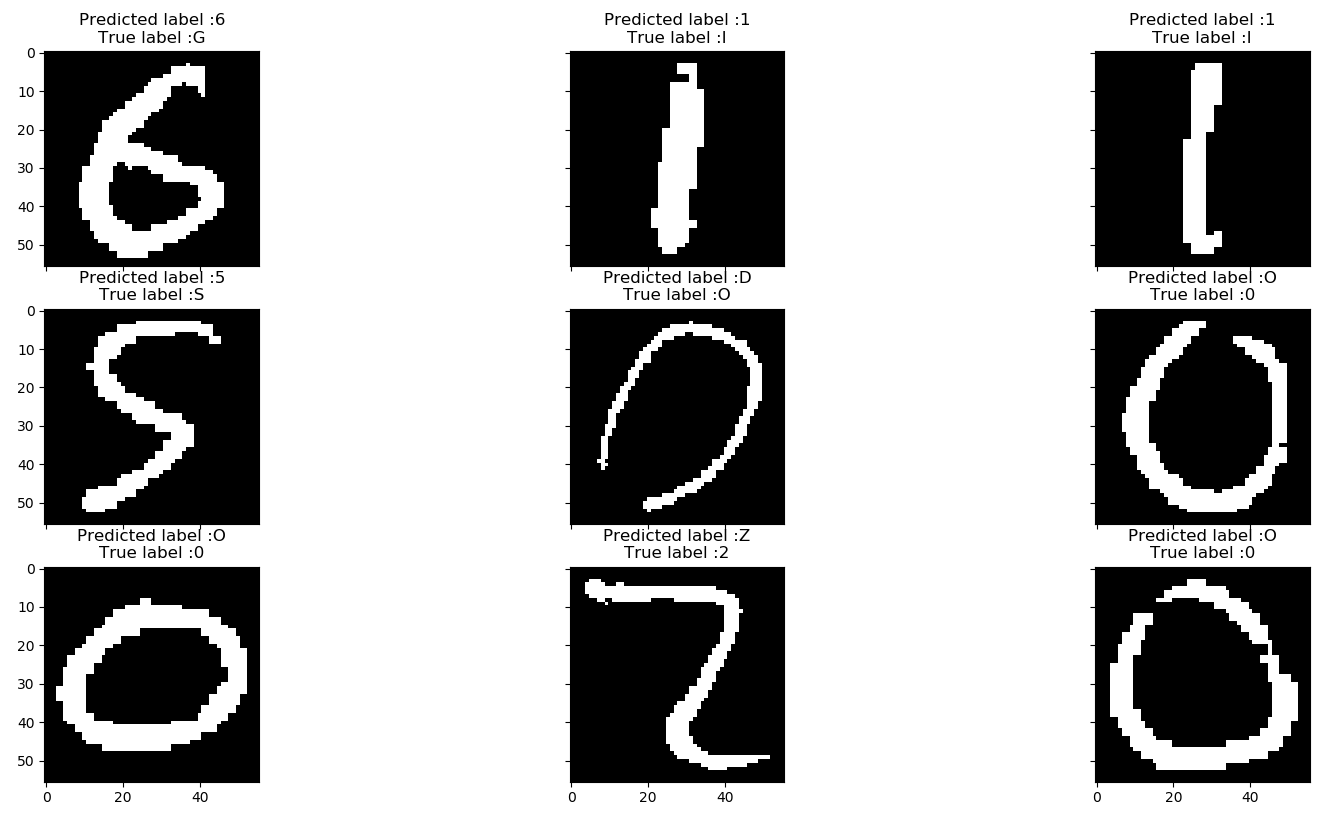 Predicted label :6
True label :G
Predicted label :1
True label :I
Predicted label :1
True label :I
0
10
20
30
40
50
Predicted label :5
True label :S
Predicted label :D
True label :O
Predicted label :O
True label :0
0
10
20
30
40
50
Predicted label :O
True label :0
Predicted label :Z
True label :2
Predicted label :O
True label :0
0
10
20
30
40
50
0 20 40
0 20 40
0 20 40